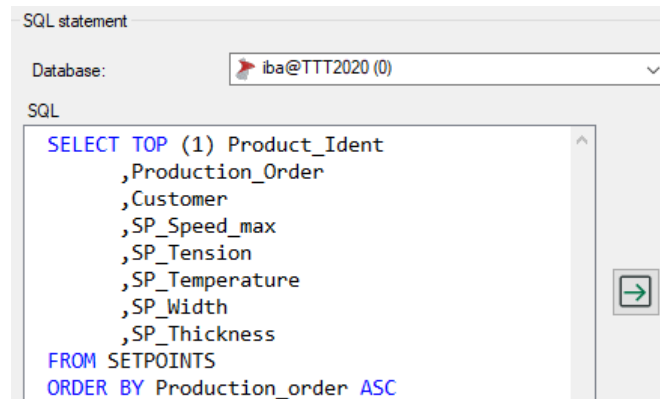 SQL statement
Database: iba@TTT2020 (0)
SQL
SELECT TOP (1) Product_Ident
,Production_Order
,Customer
,SP_Speed_max
,SP_Tension
,SP_Temperature
,SP_Width
,SP_Thickness
FROM SETPOINTS
ORDER BY Production_order ASC